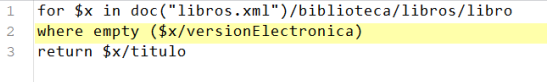 1 for $x in doc("libros.xml")/biblioteca/libros/libro
2 where empty ($x/versionElectronica)
3 return $x/titulo